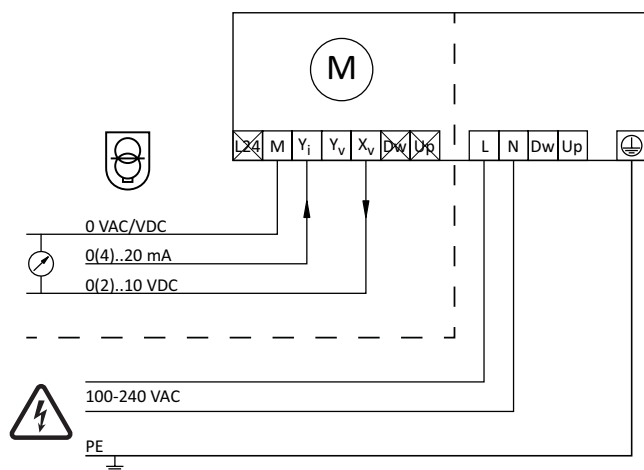 M
L24 M Yi Yv Xv Dw Up L N Dw Up
0 VAC/VDC
0(4)..20 mA
0(2)..10 VDC
100-240 VAC
PE